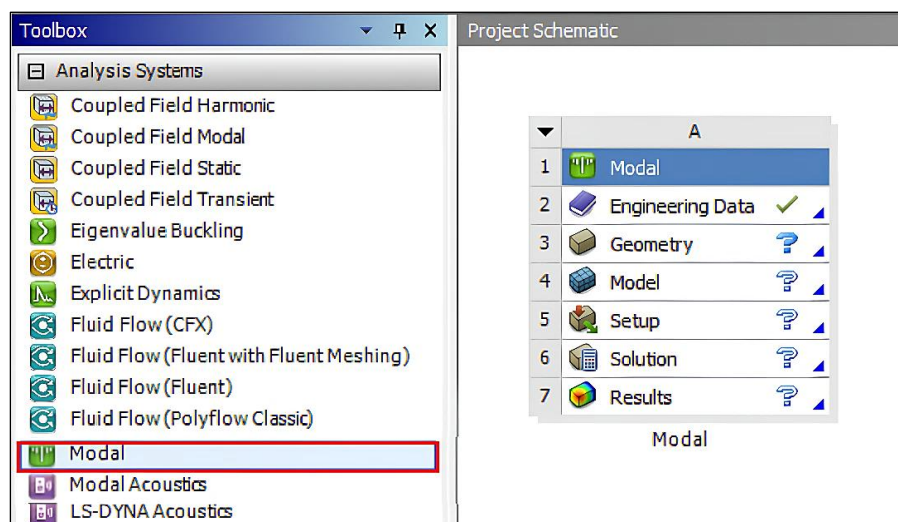 Toolbox
Analysis Systems
Coupled Field Harmonic
Coupled Field Modal
Coupled Field Static
Coupled Field Transient
Eigenvalue Buckling
Electric
Explicit Dynamics
Fluid Flow (CFX)
Fluid Flow (Fluent with Fluent Meshing)
Fluid Flow (Fluent)
Fluid Flow (Polyflow Classic)
Modal
Modal Acoustics
LS-DYNA Acoustics
Project Schematic
A
1 Modal
2 Engineering Data
3 Geometry
4 Model
5 Setup
6 Solution
7 Results
Modal